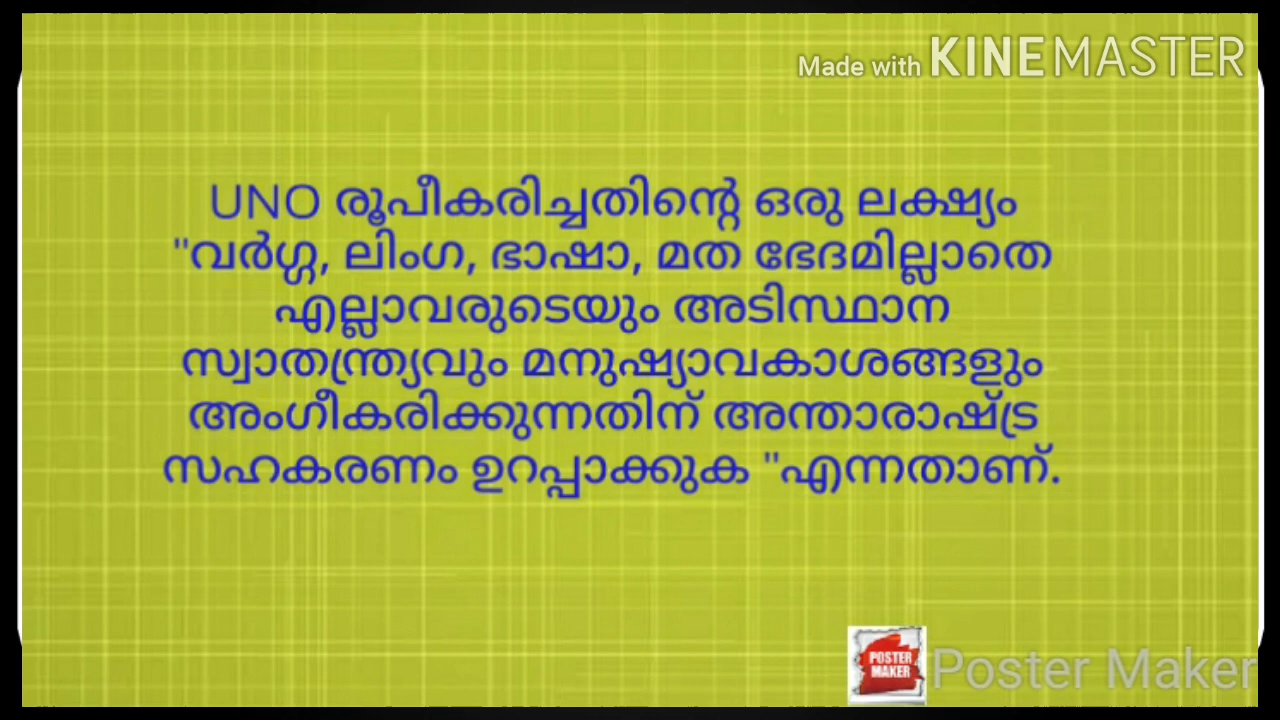 Made with KINEMASTER
UNO രൂപീകരിച്ചതിന്റെ ഒരു ലക്ഷ്യം
"വർഗ്ഗ, ലിംഗ, ഭാഷാ, മത ഭേദമില്ലാതെ
എല്ലാവരുടെയും അടിസ്ഥാന
സ്വാതന്ത്ര്യവും മനുഷ്യാവകാശങ്ങളും
അംഗീകരിക്കുന്നതിന് അന്താരാഷ്ട്ര
സഹകരണം ഉറപ്പാക്കുക "എന്നതാണ്.
POSTER
MAKER
Poster Maker